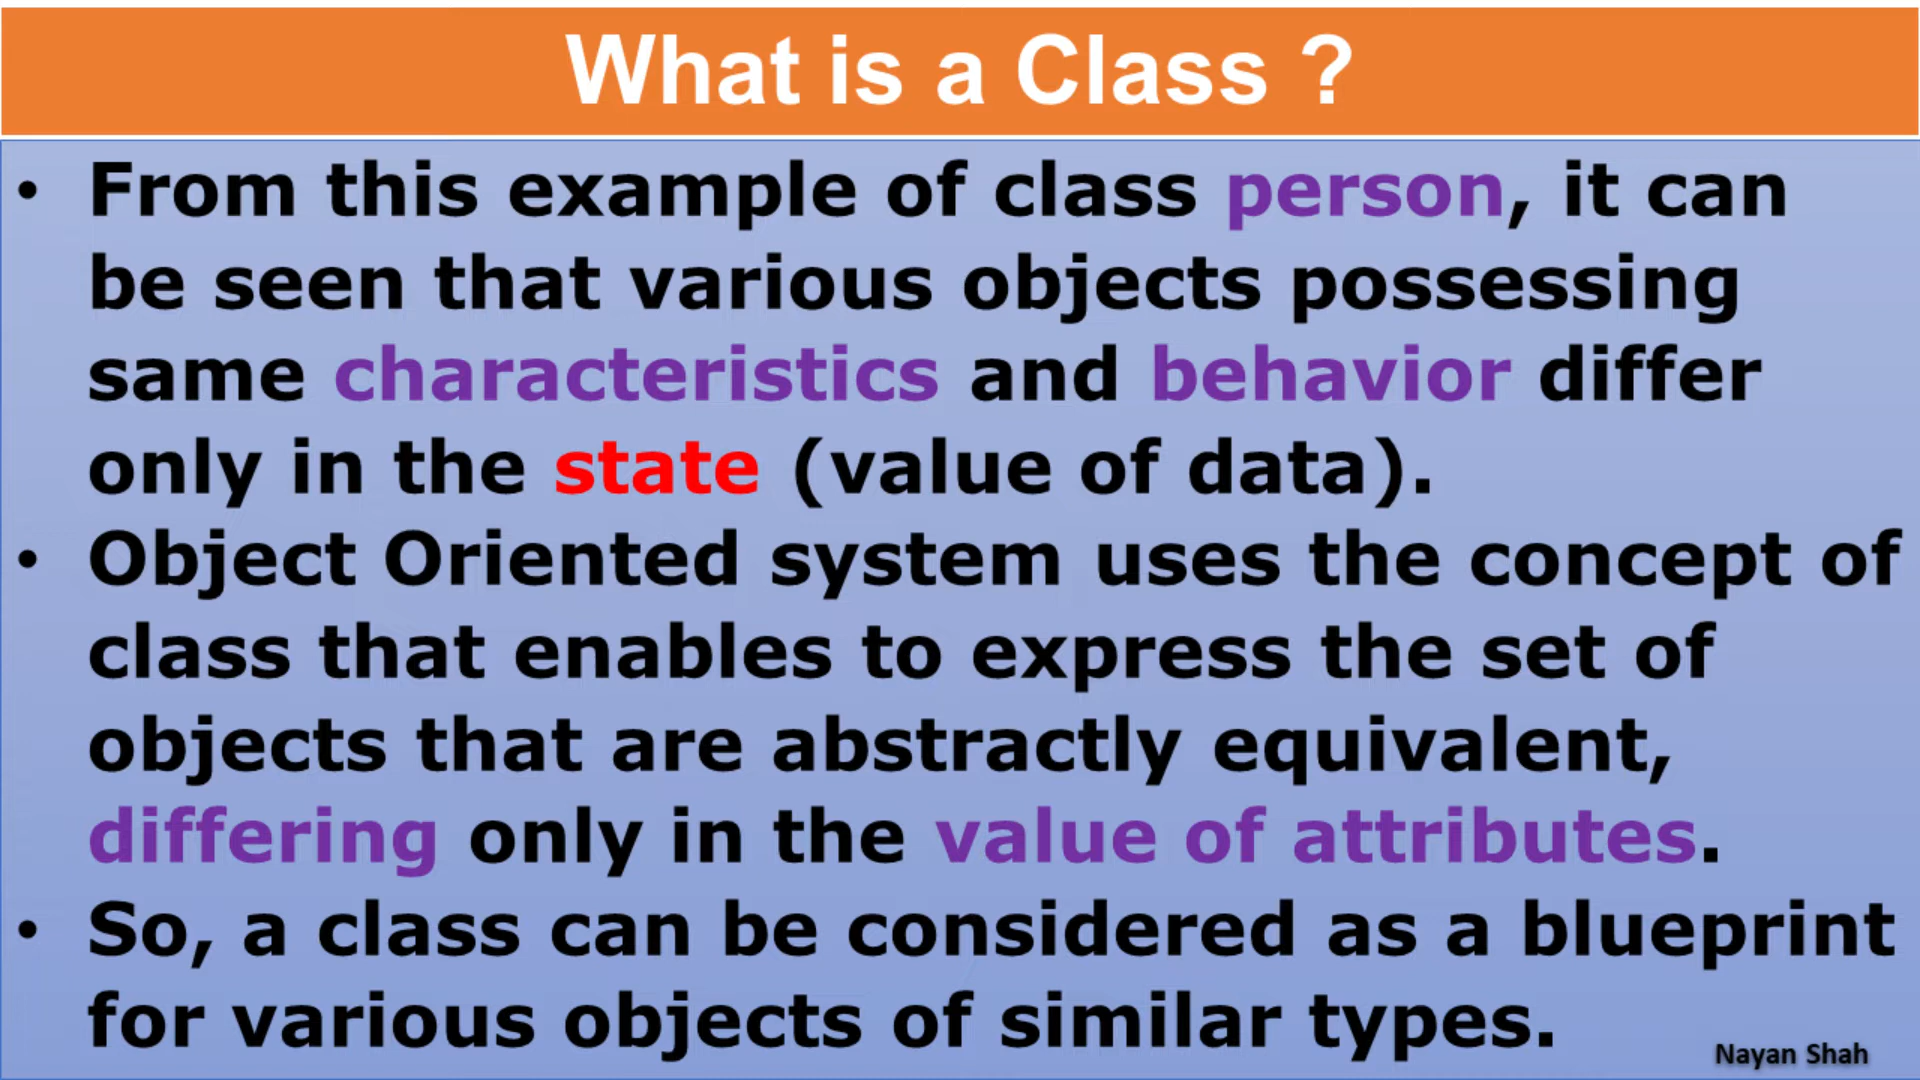 What is a Class ?
• From this example of class person, it can
be seen that various objects possessing
same characteristics and behavior differ
only in the state (value of data).
• Object Oriented system uses the concept of
class that enables to express the set of
objects that are abstractly equivalent,
differing only in the value of attributes.
• So, a class can be considered as a blueprint
for various objects of similar types.
Nayan Shah